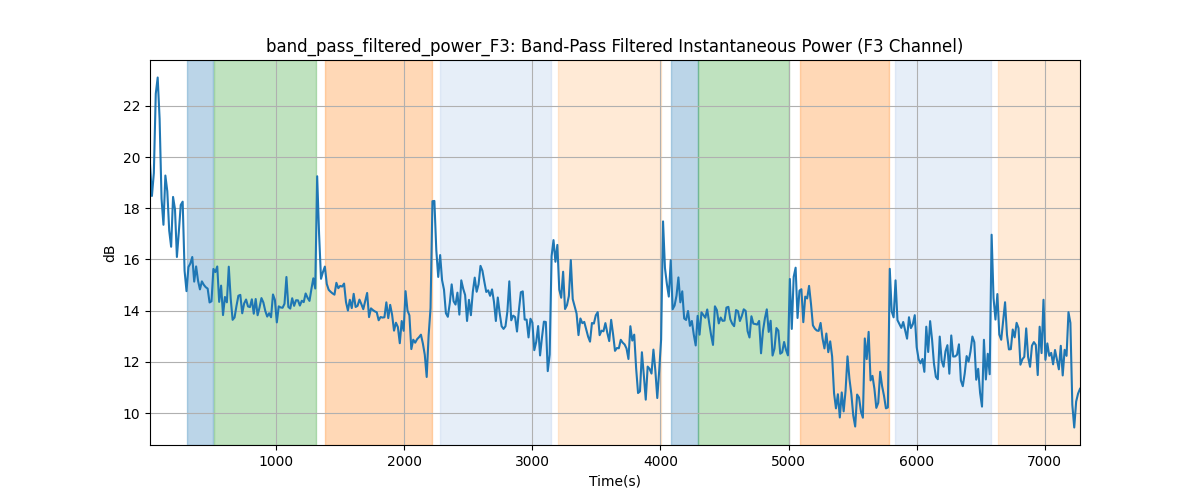 band_pass_filtered_power_F3: Band-Pass Filtered Instantaneous Power (F3 Channel)
22
20
18
16
14
12
10
dB
1000 2000 3000 4000 5000 6000 7000
Time(s)